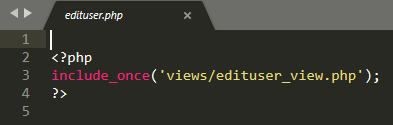 edituser.php ×
1
2 <?php
3 include_once('views/edituser_view.php');
4 ?>
5